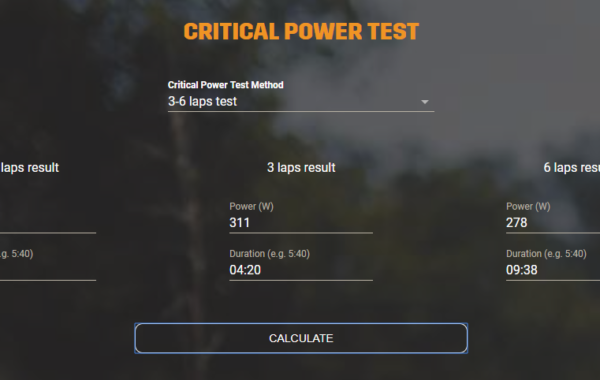 CRITICAL POWER TEST
Critical Power Test Method
3-6 laps test
laps result
3 laps result
6 laps resu
Power (W)
311
Power (W)
278
.g. 5:40)
Duration (e.g. 5:40)
04:20
Duration (e.g. 5:40)
09:38
CALCULATE